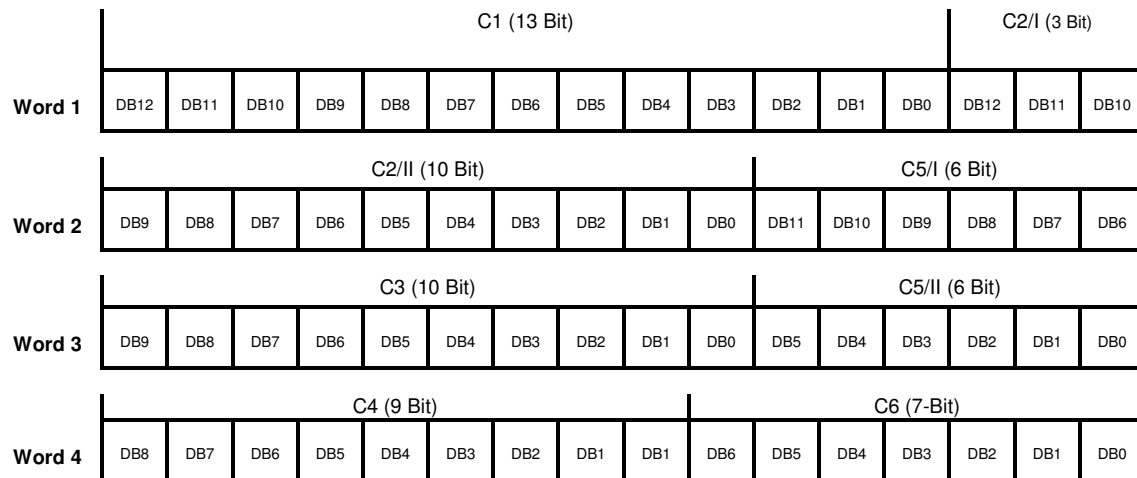 C1 (13 Bit) C2/I (3 Bit)
Word 1 DB12 DB11 DB10 DB9 DB8 DB7 DB6 DB5 DB4 DB3 DB2 DB1 DB0 DB12 DB11 DB10
C2/II (10 Bit) C5/I (6 Bit)
Word 2 DB9 DB8 DB7 DB6 DB5 DB4 DB3 DB2 DB1 DB0 DB11 DB10 DB9 DB8 DB7 DB6
C3 (10 Bit) C5/II (6 Bit)
Word 3 DB9 DB8 DB7 DB6 DB5 DB4 DB3 DB2 DB1 DB0 DB5 DB4 DB3 DB2 DB1 DB0
C4 (9 Bit) C6 (7-Bit)
Word 4 DB8 DB7 DB6 DB5 DB4 DB3 DB2 DB1 DB1 DB6 DB5 DB4 DB3 DB2 DB1 DB0